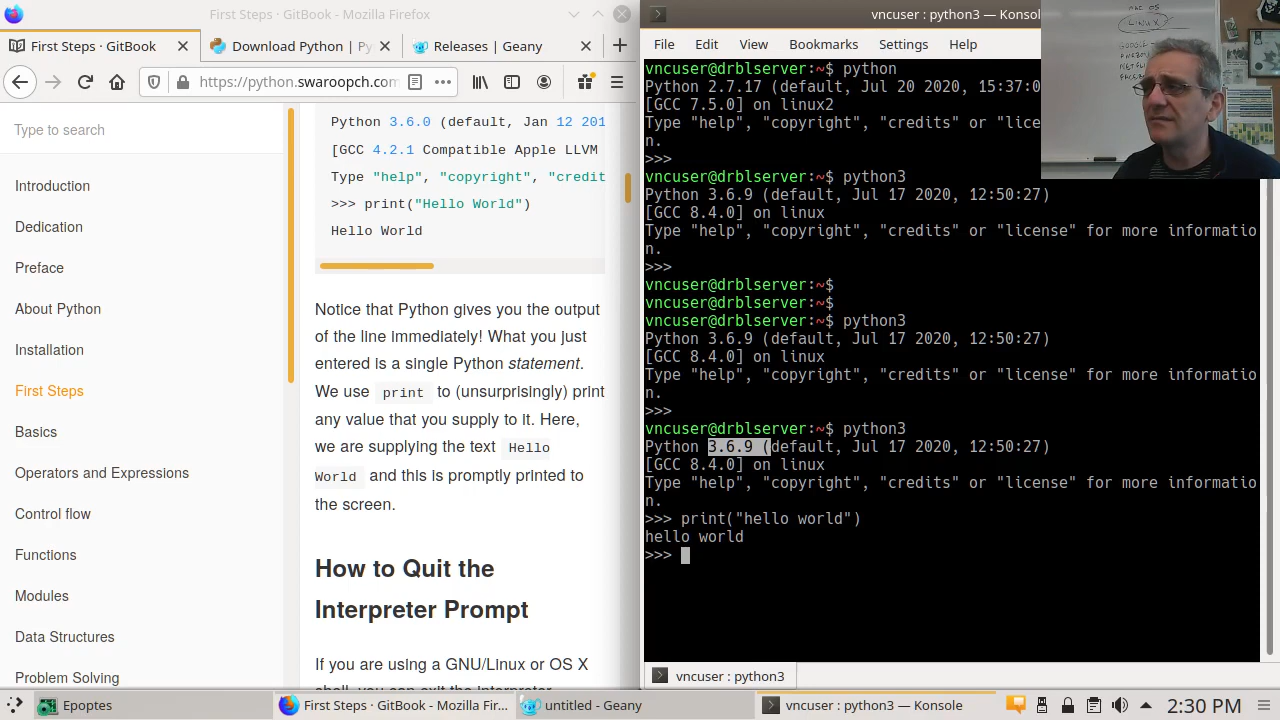 First Steps · GitBook - Mozilla Firefox
First Steps · GitBook
Download Python | Py
Releases | Geany
https://python.swaroopch.com
Type to search
Introduction
Dedication
Preface
About Python
Installation
First Steps
Basics
Operators and Expressions
Control flow
Functions
Modules
Data Structures
Problem Solving
Python 3.6.0 (default, Jan 12 201
[GCC 4.2.1 Compatible Apple LLVM
Type "help", "copyright", "credit
>>> print("Hello World")
Hello World
Notice that Python gives you the output
of the line immediately! What you just
entered is a single Python statement.
We use print to (unsurprisingly) print
any value that you supply to it. Here,
we are supplying the text Hello
World and this is promptly printed to
the screen.
How to Quit the
Interpreter Prompt
If you are using a GNU/Linux or OS X
shell, you can exit the interpreter
vncuser : python3 — Konsol
File Edit View Bookmarks Settings Help
vncuser@drblserver:~$ python
Python 2.7.17 (default, Jul 20 2020, 15:37:0
[GCC 7.5.0] on linux2
Type "help", "copyright", "credits" or "lice
n.
>>>
vncuser@drblserver:~$ python3
Python 3.6.9 (default, Jul 17 2020, 12:50:27)
[GCC 8.4.0] on linux
Type "help", "copyright", "credits" or "license" for more informatio
n.
>>>
vncuser@drblserver:~$
vncuser@drblserver:~$
vncuser@drblserver:~$ python3
Python 3.6.9 (default, Jul 17 2020, 12:50:27)
[GCC 8.4.0] on linux
Type "help", "copyright", "credits" or "license" for more informatio
n.
>>>
vncuser@drblserver:~$ python3
Python 3.6.9 (default, Jul 17 2020, 12:50:27)
[GCC 8.4.0] on linux
Type "help", "copyright", "credits" or "license" for more informatio
n.
>>> print("hello world")
hello world
>>>
vncuser : python3
LINUX
Epoptes
First Steps · GitBook - Mozilla Fir...
untitled - Geany
vncuser : python3 — Konsole
2:30 PM